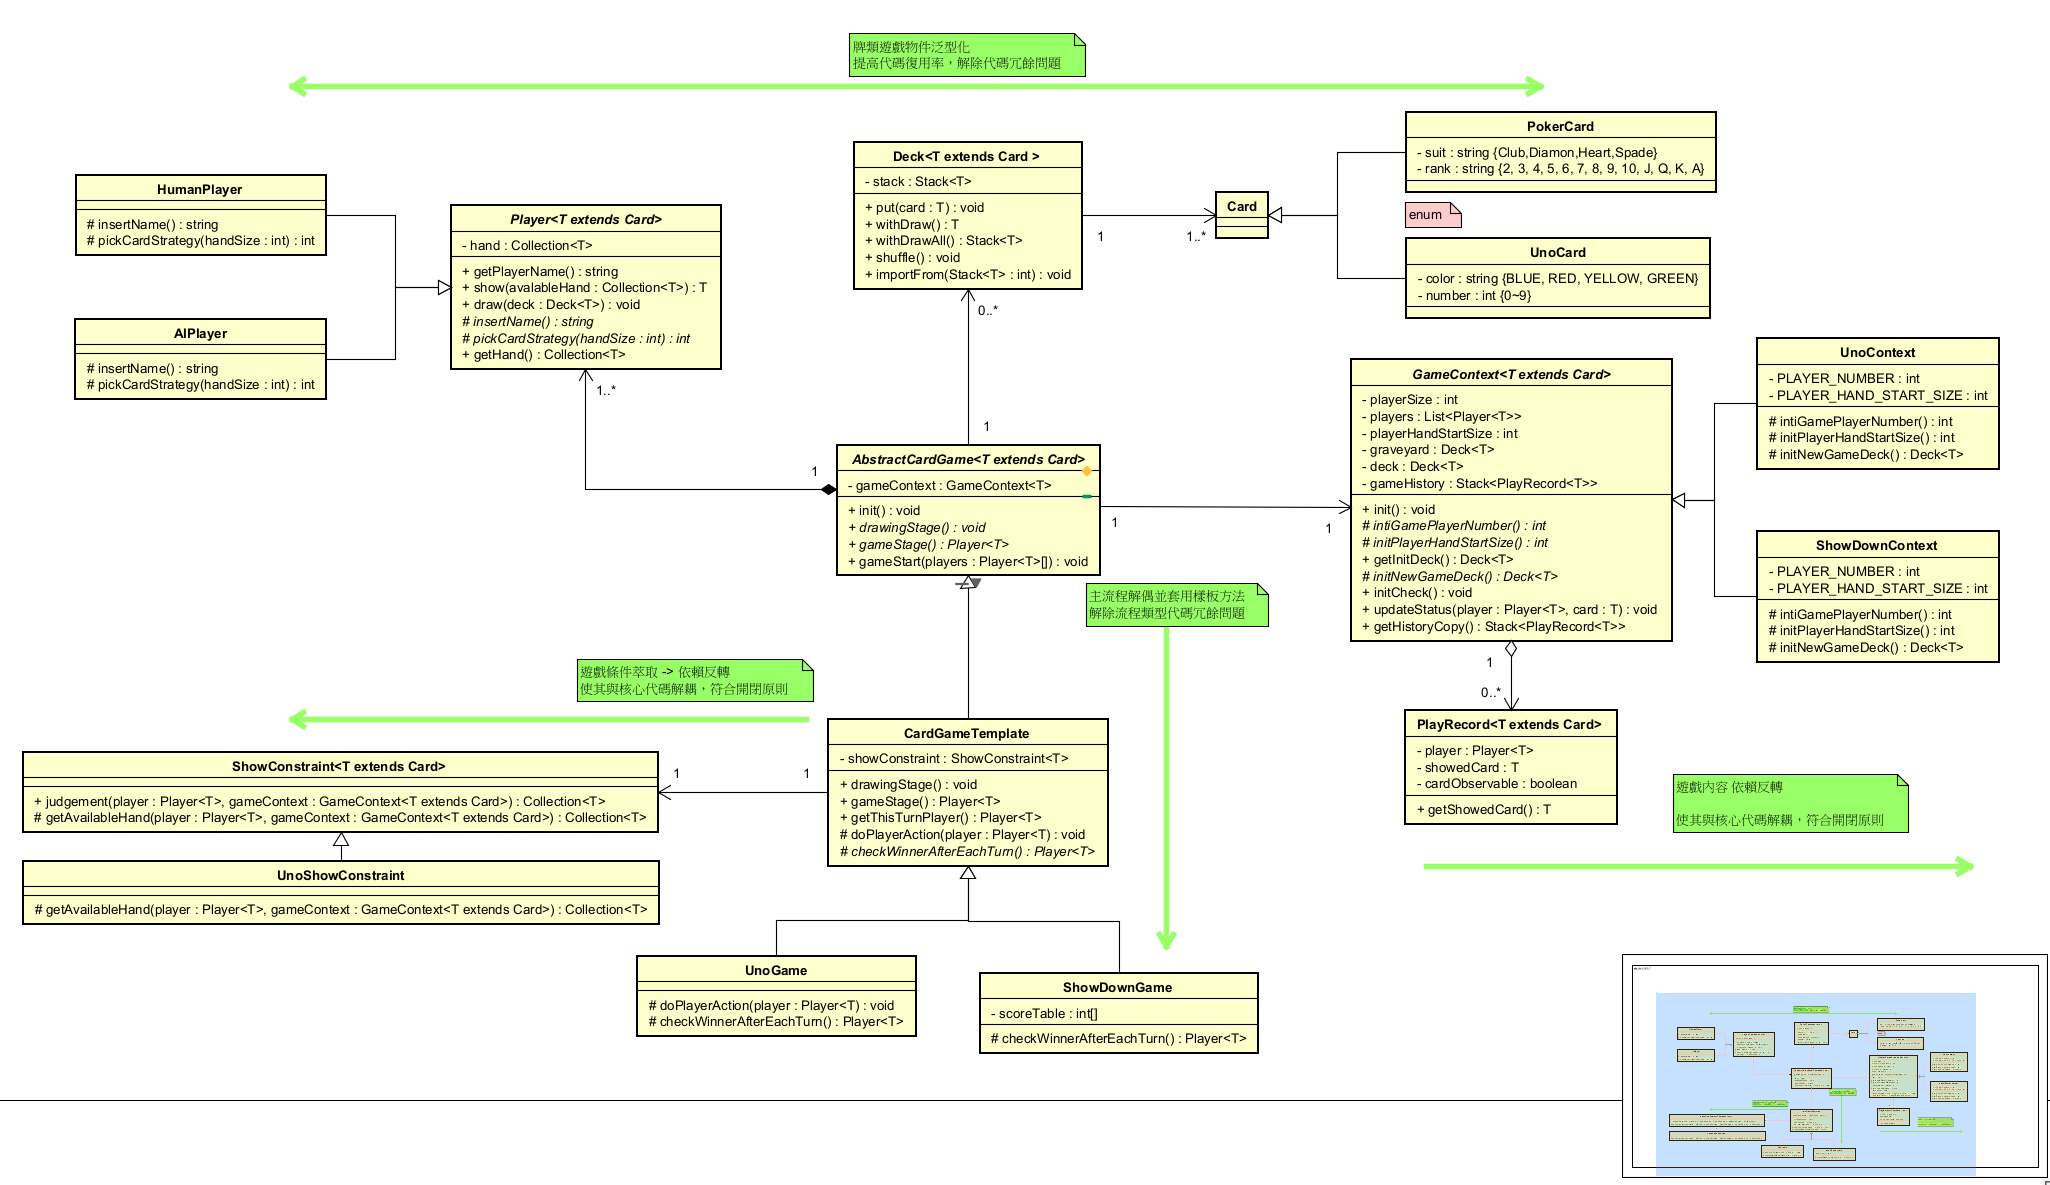 牌類遊戲物件泛型化
提高代碼復用率，解除代碼冗餘問題
HumanPlayer
# insertName() : string
# pickCardStrategy(handSize : int) : int
AIPlayer
# insertName() : string
# pickCardStrategy(handSize : int) : int
Player<T extends Card>
- hand : Collection<T>
+ getPlayerName() : string
+ show(avalableHand : Collection<T>) : T
+ draw(deck : Deck<T>) : void
# insertName() : string
# pickCardStrategy(handSize : int) : int
+ getHand() : Collection<T>
1..*
Deck<T extends Card >
- stack : Stack<T>
+ put(card : T) : void
+ withDraw() : T
+ withDrawAll() : Stack<T>
+ shuffle() : void
+ importFrom(Stack<T> : int) : void
0..*
1
1
1..*
Card
PokerCard
- suit : string {Club,Diamon,Heart,Spade}
- rank : string {2, 3, 4, 5, 6, 7, 8, 9, 10, J, Q, K, A}
enum
UnoCard
- color : string {BLUE, RED, YELLOW, GREEN}
- number : int {0~9}
1
AbstractCardGame<T extends Card>
- gameContext : GameContext<T>
+ init() : void
+ drawingStage() : void
+ gameStage() : Player<T>
+ gameStart(players : Player<T>[]) : void
1
1
GameContext<T extends Card>
- playerSize : int
- players : List<Player<T>>
- playerHandStartSize : int
- graveyard : Deck<T>
- deck : Deck<T>
- gameHistory : Stack<PlayRecord<T>>
+ init() : void
# intiGamePlayerNumber() : int
# initPlayerHandStartSize() : int
+ getInitDeck() : Deck<T>
# initNewGameDeck() : Deck<T>
+ initCheck() : void
+ updateStatus(player : Player<T>, card : T) : void
+ getHistoryCopy() : Stack<PlayRecord<T>>
UnoContext
- PLAYER_NUMBER : int
- PLAYER_HAND_START_SIZE : int
# intiGamePlayerNumber() : int
# initPlayerHandStartSize() : int
# initNewGameDeck() : Deck<T>
ShowDownContext
- PLAYER_NUMBER : int
- PLAYER_HAND_START_SIZE : int
# intiGamePlayerNumber() : int
# initPlayerHandStartSize() : int
# initNewGameDeck() : Deck<T>
主流程解偶並套用樣板方法
解除流程類型代碼冗餘問題
1
0..*
PlayRecord<T extends Card>
- player : Player<T>
- showedCard : T
- cardObservable : boolean
+ getShowedCard() : T
遊戲內容 依賴反轉
使其與核心代碼解耦，符合開閉原則
遊戲條件萃取 -> 依賴反轉
使其與核心代碼解耦，符合開閉原則
ShowConstraint<T extends Card>
+ judgement(player : Player<T>, gameContext : GameContext<T extends Card>) : Collection<T>
# getAvailableHand(player : Player<T>, gameContext : GameContext<T extends Card>) : Collection<T>
1
1
UnoShowConstraint
# getAvailableHand(player : Player<T>, gameContext : GameContext<T extends Card>) : Collection<T>
CardGameTemplate
- showConstraint : ShowConstraint<T>
+ drawingStage() : void
+ gameStage() : Player<T>
+ getThisTurnPlayer() : Player<T>
# doPlayerAction(player : Player<T) : void
# checkWinnerAfterEachTurn() : Player<T>
UnoGame
# doPlayerAction(player : Player<T) : void
# checkWinnerAfterEachTurn() : Player<T>
ShowDownGame
- scoreTable : int[]
# checkWinnerAfterEachTurn() : Player<T>